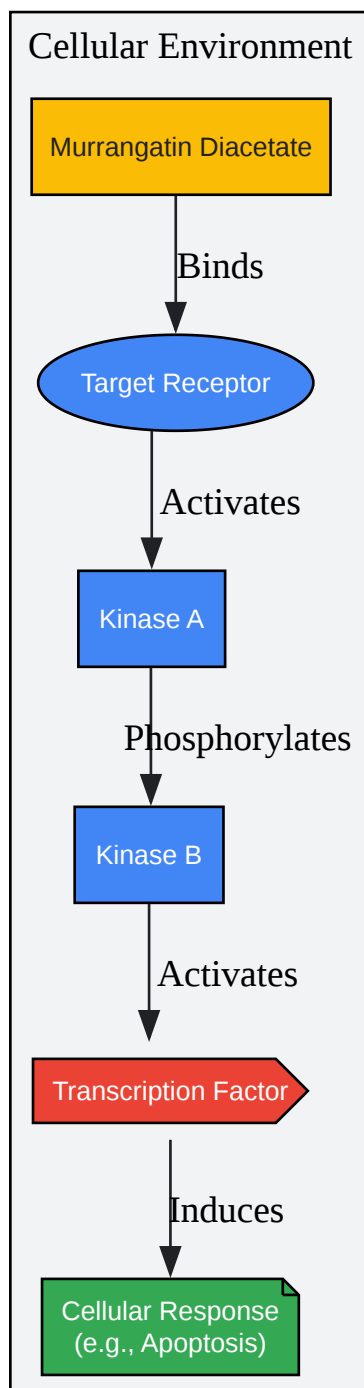 Cellular Environment
Murrangatin Diacetate
Binds
Target Receptor
Activates
Kinase A
Phosphorylates
Kinase B
Activates
Transcription Factor
Induces
Cellular Response
(e.g., Apoptosis)